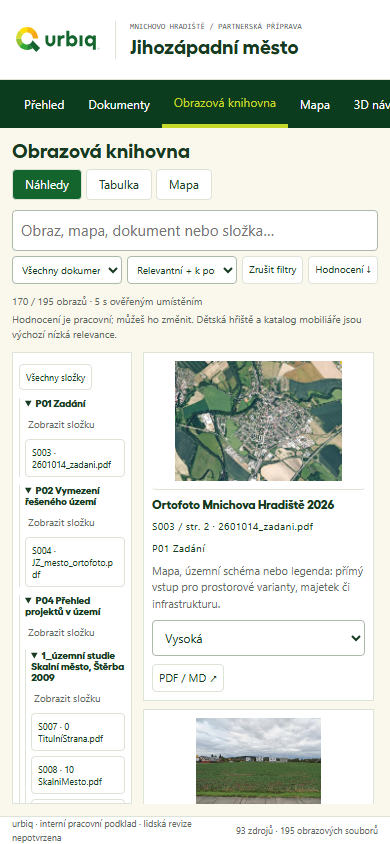 urbiq
MNICHOVO HRADIŠTĚ / PARTNERSKÁ PŘÍPRAVA
Jihozápadní město
Přehled
Dokumenty
Obrazová knihovna
Mapa
3D náv
Obrazová knihovna
Náhledy
Tabulka
Mapa
Obraz, mapa, dokument nebo složka...
Všechny dokumer
Relevantní + k po
Zrušit filtry
Hodnocení ↓
170 / 195 obrazů · 5 s ověřeným umístěním
Hodnocení je pracovní; můžeš ho změnit. Dětská hřiště a katalog mobiliáře jsou
výchozí nízká relevance.
Všechny složky
▼ P01 Zadání
Zobrazit složku
S003 ·
2601014_zadani.pdf
▼ P02 Vymezení
řešeného území
Zobrazit složku
S004 ·
JZ_mesto_ortofoto.p
df
▼ P04 Přehled
projektů v území
Zobrazit složku
▼ 1_územní studie
Skalní město, Štěrba
2009
Zobrazit složku
S007 · 0
TitulníStrana.pdf
S008 · 10
SkalniMesto.pdf
Ortofoto Mnichova Hradiště 2026
S003 / str. 2 · 2601014_zadani.pdf
P01 Zadání
Mapa, územní schéma nebo legenda: přímý
vstup pro prostorové varianty, majetek či
infrastrukturu.
Vysoká
PDF / MD ↗
urbiq · interní pracovní podklad · lidská revize
nepotvrzena
93 zdrojů · 195 obrazových souborů